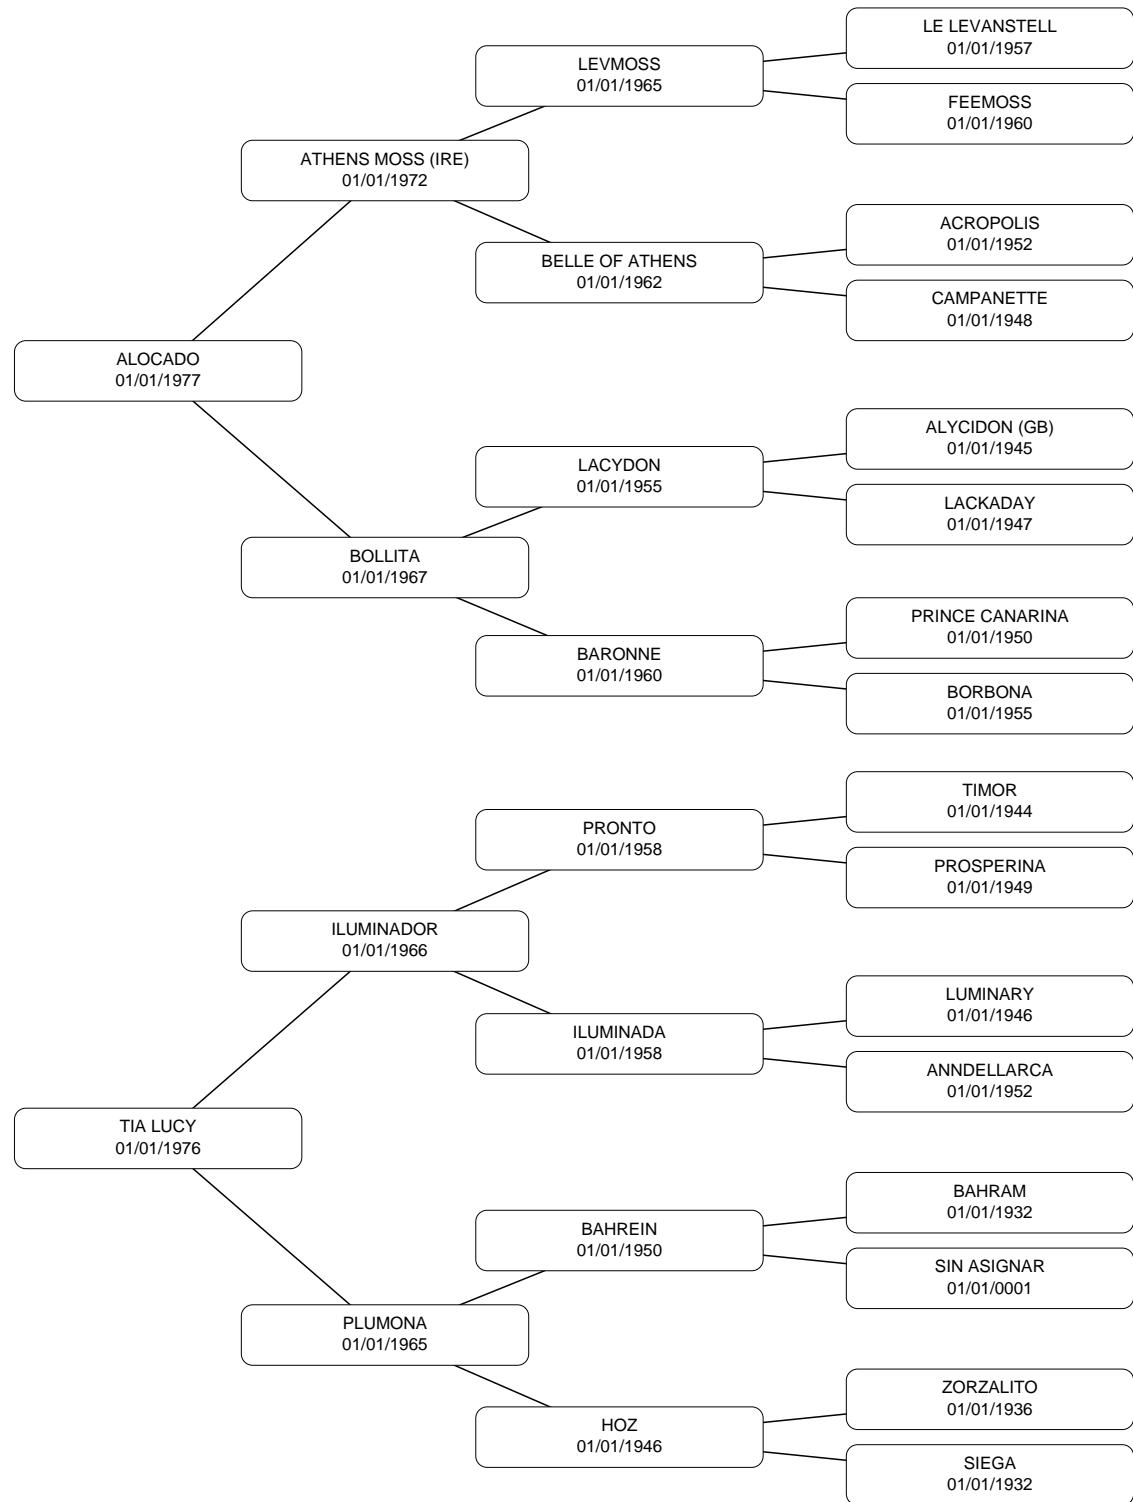 LE LEVANSTELL
01/01/1957
LEVMOSS
01/01/1965
FEEMOSS
01/01/1960
ATHENS MOSS (IRE)
01/01/1972
ACROPOLIS
01/01/1952
BELLE OF ATHENS
01/01/1962
CAMPANETTE
01/01/1948
ALOCADO
01/01/1977
ALYCIDON (GB)
01/01/1945
LACYDON
01/01/1955
LACKADAY
01/01/1947
BOLLITA
01/01/1967
PRINCE CANARINA
01/01/1950
BARONNE
01/01/1960
BORBONA
01/01/1955
TIMOR
01/01/1944
PRONTO
01/01/1958
PROSPERINA
01/01/1949
ILUMINADOR
01/01/1966
LUMINARY
01/01/1946
ILUMINADA
01/01/1958
ANNDELLARCA
01/01/1952
TIA LUCY
01/01/1976
BAHRAM
01/01/1932
BAHREIN
01/01/1950
SIN ASIGNAR
01/01/0001
PLUMONA
01/01/1965
ZORZALITO
01/01/1936
HOZ
01/01/1946
SIEGA
01/01/1932